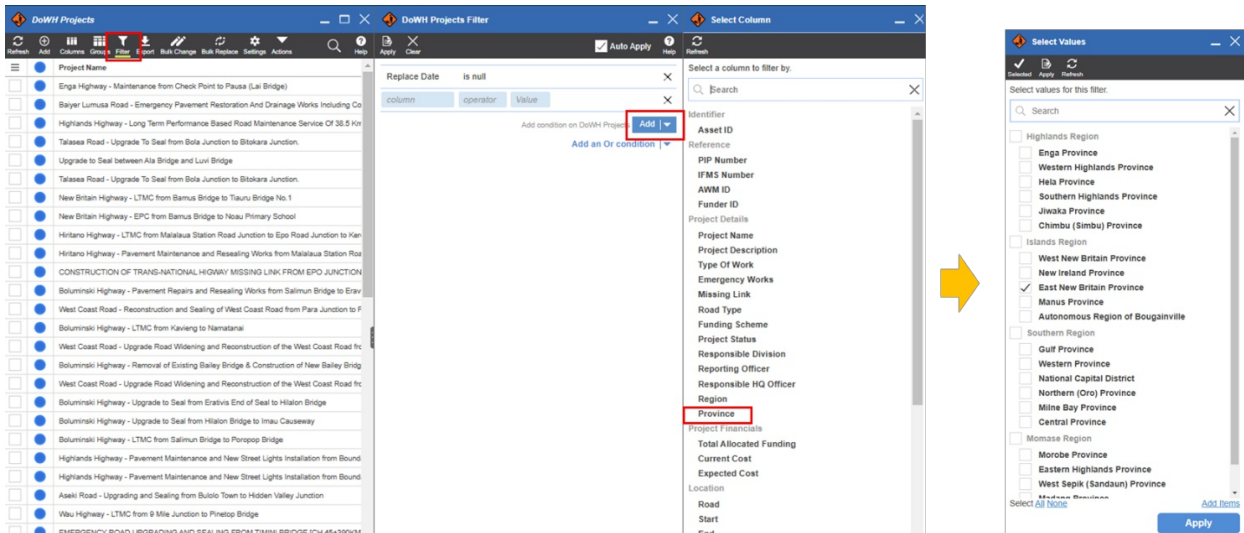 DoWH Projects
Refresh Add Columns Groups Filter Export Bulk Change Bulk Replace Settings Actions Help
Project Name
Enga Highway - Maintenance from Check Point to Pausa (Lai Bridge)
Baiyer Lumusa Road - Emergency Pavement Restoration And Drainage Works Including Co
Highlands Highway - Long Term Performance Based Road Maintenance Service Of 38.5 Km
Talasea Road - Upgrade To Seal from Bola Junction to Bitokara Junction.
Upgrade to Seal between Ala Bridge and Luvi Bridge
Talasea Road - Upgrade To Seal from Bola Junction to Bitokara Junction.
New Britain Highway - LTMC from Bamus Bridge to Tiauru Bridge No.1
New Britain Highway - EPC from Bamus Bridge to Noau Primary School
Hiritano Highway - LTMC from Malalaua Station Road Junction to Epo Road Junction to Ker
Hiritano Highway - Pavement Maintenance and Resealing Works from Malalaua Station Roa
CONSTRUCTION OF TRANS-NATIONAL HIGWAY MISSING LINK FROM EPO JUNCTION
Boluminski Highway - Pavement Repairs and Resealing Works from Salimun Bridge to Erav
West Coast Road - Reconstruction and Sealing of West Coast Road from Para Junction to F
Boluminski Highway - LTMC from Kavieng to Namatanai
West Coast Road - Upgrade Road Widening and Reconstruction of the West Coast Road frc
Boluminski Highway - Removal of Existing Bailey Bridge & Construction of New Bailey Bridg
West Coast Road - Upgrade Road Widening and Reconstruction of the West Coast Road frc
Boluminski Highway - Upgrade to Seal from Erativis End of Seal to Hilalon Bridge
Boluminski Highway - Upgrade to Seal from Hilalon Bridge to Imau Causeway
Boluminski Highway - LTMC from Salimun Bridge to Poropop Bridge
Highlands Highway - Pavement Maintenance and New Street Lights Installation from Bound
Highlands Highway - Pavement Maintenance and New Street Lights Installation from Bound
Aseki Road - Upgrading and Sealing from Bulolo Town to Hidden Valley Junction
Wau Highway - LTMC from 9 Mile Junction to Pinetop Bridge
EMERGENCY ROAD UPGRADING AND SEALING FROM TIMINI BRIDGE
DoWH Projects Filter
Apply Clear Auto Apply Help
Replace Date is null
column operator Value
Add condition on DoWH Projects Add
Add an Or condition
Select Column
Refresh
Select a column to filter by.
Search
Identifier
Asset ID
Reference
PIP Number
IFMS Number
AWM ID
Funder ID
Project Details
Project Name
Project Description
Type Of Work
Emergency Works
Missing Link
Road Type
Funding Scheme
Project Status
Responsible Division
Reporting Officer
Responsible HQ Officer
Region
Province
Project Financials
Total Allocated Funding
Current Cost
Expected Cost
Location
Road
Start
End
Select Values
Selected Apply Refresh
Select values for this filter.
Search
Highlands Region
Enga Province
Western Highlands Province
Hela Province
Southern Highlands Province
Jiwaka Province
Chimbu (Simbu) Province
Islands Region
West New Britain Province
New Ireland Province
East New Britain Province
Manus Province
Autonomous Region of Bougainville
Southern Region
Gulf Province
Western Province
National Capital District
Northern (Oro) Province
Milne Bay Province
Central Province
Momase Region
Morobe Province
Eastern Highlands Province
West Sepik (Sandaun) Province
Madang Province
Select All None Add Items
Apply